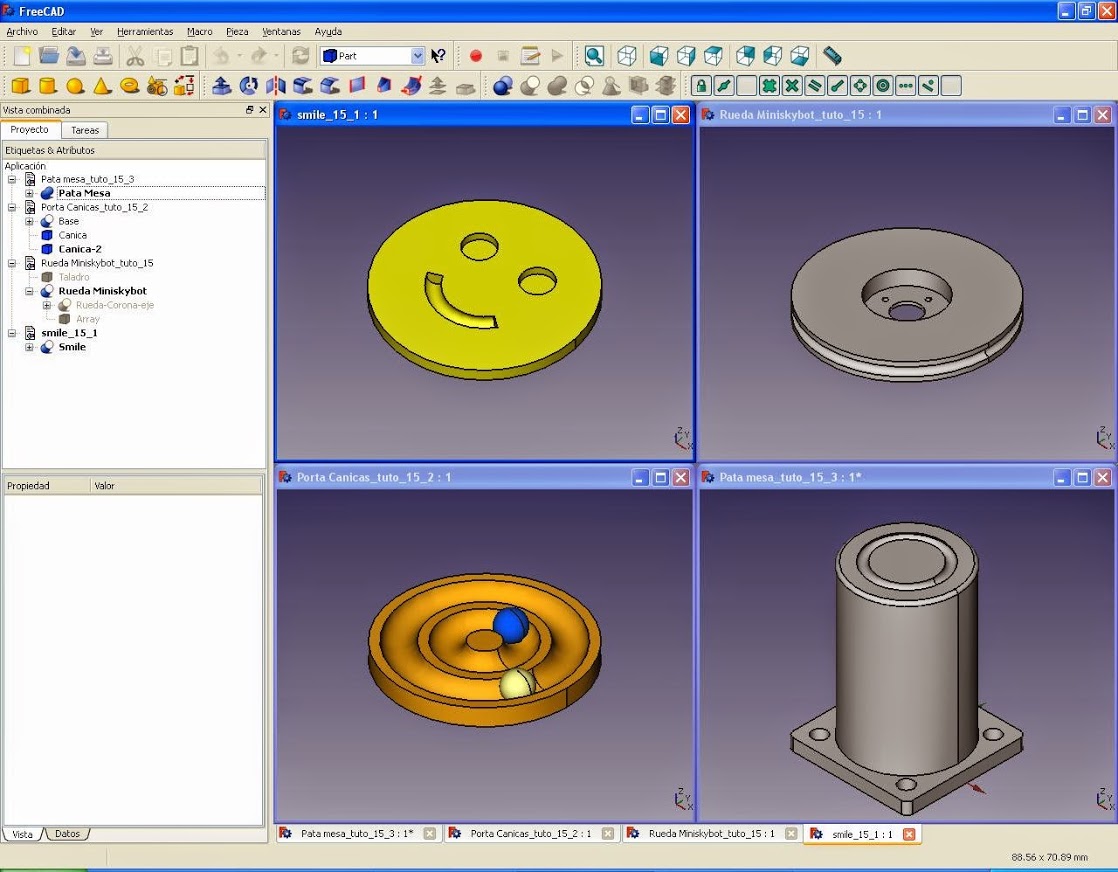 FreeCAD
Archivo Editar Ver Herramientas Macro Pieza Ventanas Ayuda
Part
Vista combinada
Proyecto Tareas
Etiquetas & Atributos
Aplicación
Pata mesa_tuto_15_3
Pata Mesa
Porta Canicas_tuto_15_2
Base
Canica
Canica-2
Rueda Miniskybot_tuto_15
Taladro
Rueda Miniskybot
Rueda-Corona-eje
Array
smile_15_1
Smile
Propiedad Valor
Vista Datos
smile_15_1 : 1
Z Y X
Rueda Miniskybot_tuto_15 : 1
Z Y X
Porta Canicas_tuto_15_2 : 1
Z Y X
Pata mesa_tuto_15_3 : 1*
Z Y X
Pata mesa_tuto_15_3 : 1* Porta Canicas_tuto_15_2 : 1 Rueda Miniskybot_tuto_15 : 1 smile_15_1 : 1
88.56 x 70.89 mm